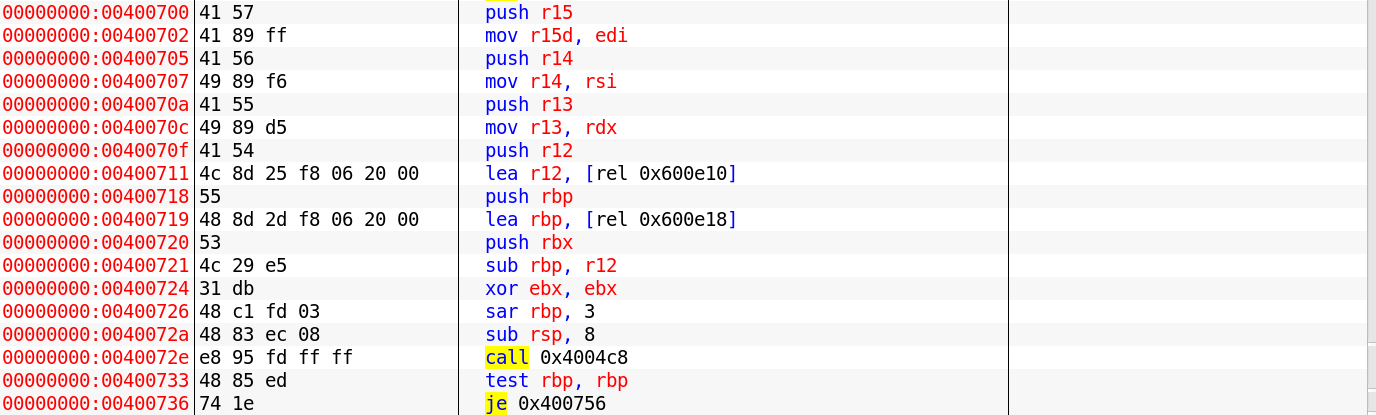 00000000:00400700 41 57 push r15
00000000:00400702 41 89 ff mov r15d, edi
00000000:00400705 41 56 push r14
00000000:00400707 49 89 f6 mov r14, rsi
00000000:0040070a 41 55 push r13
00000000:0040070c 49 89 d5 mov r13, rdx
00000000:0040070f 41 54 push r12
00000000:00400711 4c 8d 25 f8 06 20 00 lea r12, [rel 0x600e10]
00000000:00400718 55 push rbp
00000000:00400719 48 8d 2d f8 06 20 00 lea rbp, [rel 0x600e18]
00000000:00400720 53 push rbx
00000000:00400721 4c 29 e5 sub rbp, r12
00000000:00400724 31 db xor ebx, ebx
00000000:00400726 48 c1 fd 03 sar rbp, 3
00000000:0040072a 48 83 ec 08 sub rsp, 8
00000000:0040072e e8 95 fd ff ff call 0x4004c8
00000000:00400733 48 85 ed test rbp, rbp
00000000:00400736 74 1e je 0x400756